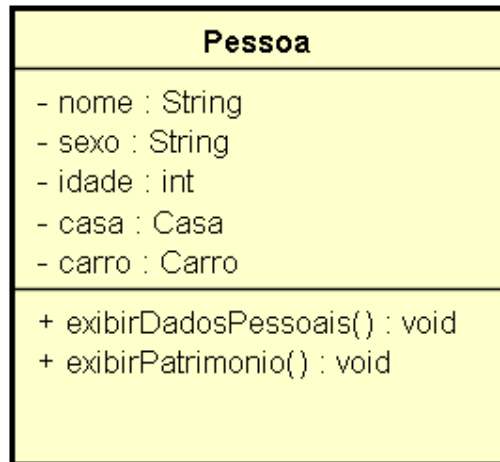 Pessoa
- nome : String
- sexo : String
- idade : int
- casa : Casa
- carro : Carro
+ exibirDadosPessoais() : void
+ exibirPatrimonio() : void